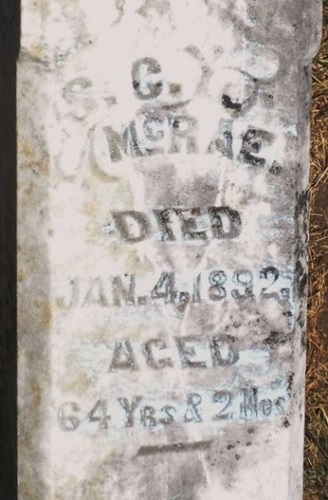 S. C.
McRAE.
DIED
JAN. 4, 1892.
AGED
64 YRS & 2 Mos